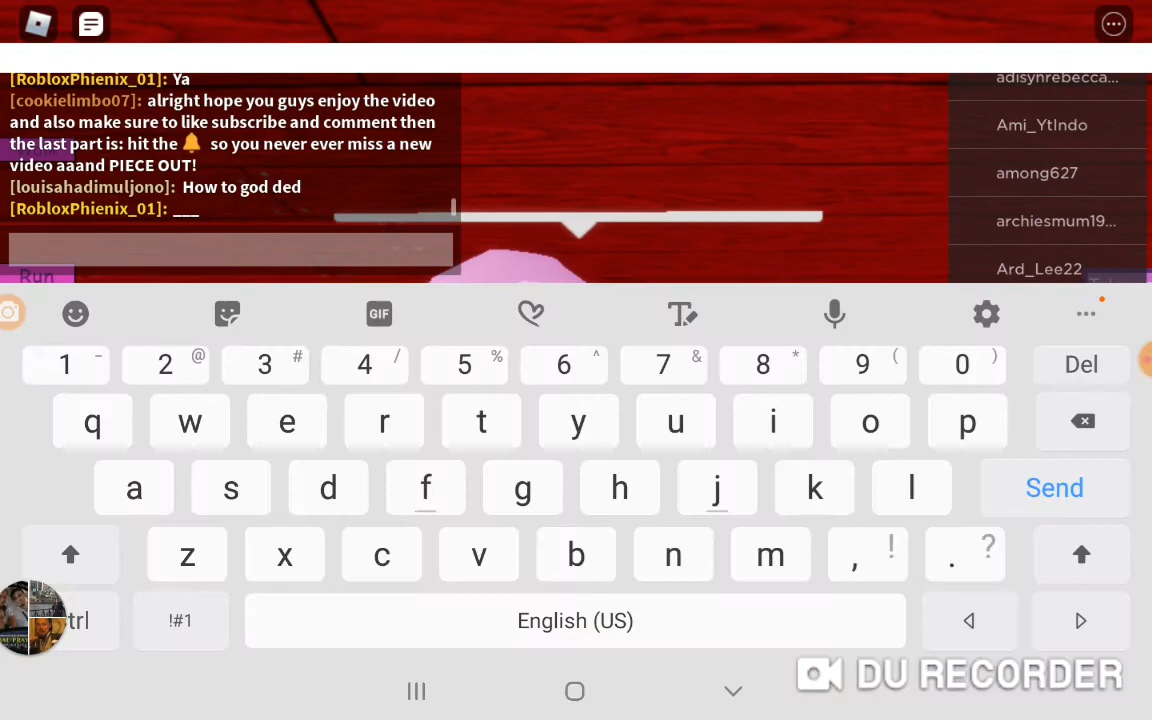 [RobloxPhienix_01]: Ya
[cookielimbo07]: alright hope you guys enjoy the video
and also make sure to like subscribe and comment then
the last part is: hit the 🔔 so you never ever miss a new
video aaand PIECE OUT!
[louisahadimuljono]: How to god ded
[RobloxPhienix_01]: ___
Run
adisynrebecca...
Ami_YtIndo
among627
archiesmum19...
Ard_Lee22
GIF
1 - 2 @ 3 # 4 / 5 % 6 ^ 7 & 8 * 9 ( 0 ) Del
q w e r t y u i o p
a s d f g h j k l Send
z x c v b n m , ! . ?
trl !#1 English (US)
DU RECORDER